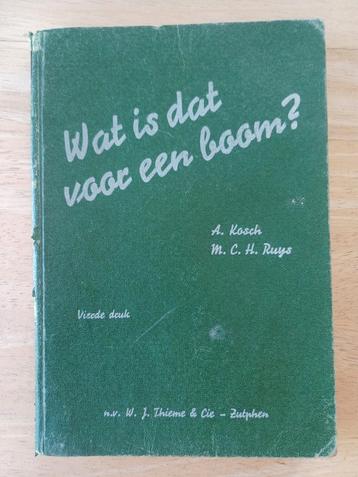 Wat is dat
voor een boom?
A. Kosch
M. C. H. Ruys
Vierde druk
n.v. W. J. Thieme & Cie – Zutphen